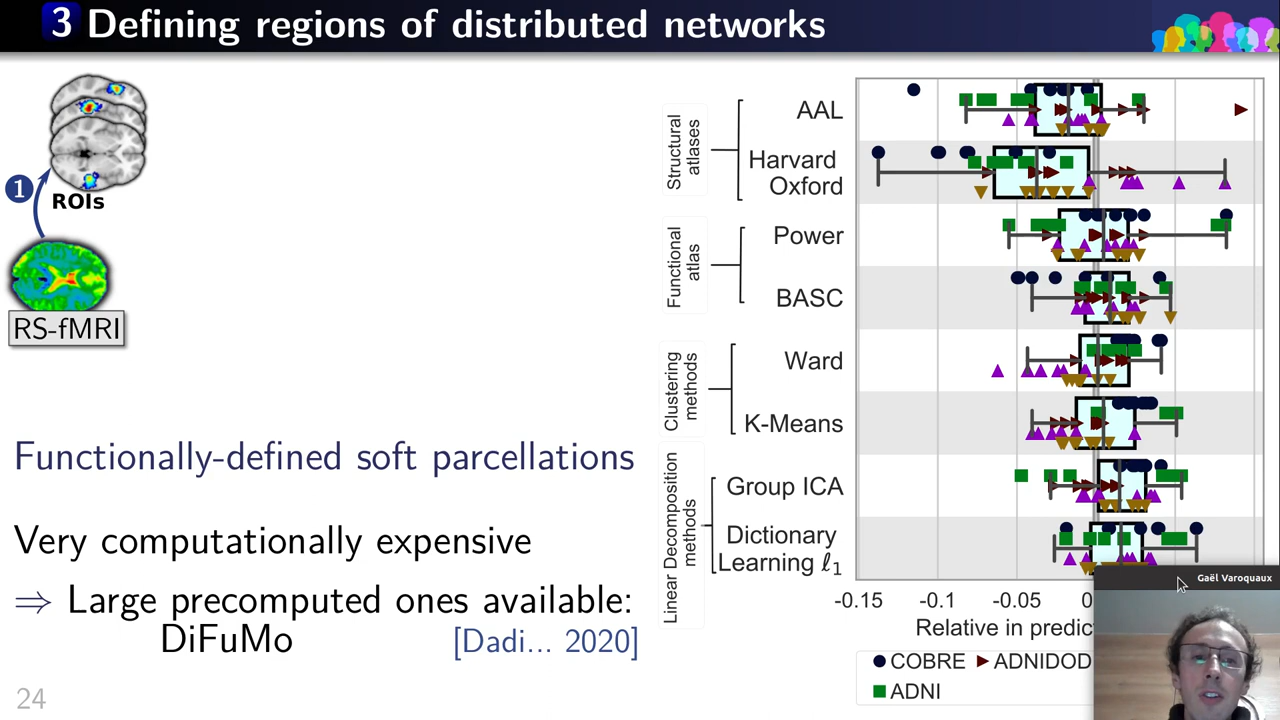 3 Defining regions of distributed networks
1
ROIs
RS-fMRI
Functionally-defined soft parcellations
Very computationally expensive
⇒ Large precomputed ones available:
DiFuMo [Dadi... 2020]
24
Structural
atlases
AAL
Harvard
Oxford
Functional
atlas
Power
BASC
Clustering
methods
Ward
K-Means
Linear Decomposition
methods
Group ICA
Dictionary
Learning ℓ1
-0.15 -0.1 -0.05 0
Relative in predic
COBRE ADNIDOD
ADNI
Gaël Varoquaux